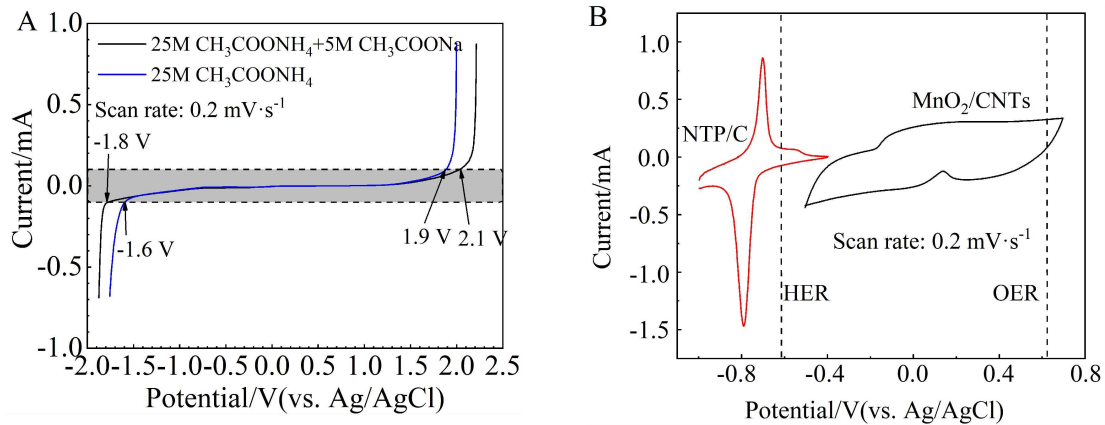 A
1.0
0.5
0.0
-0.5
-1.0
Current/mA
25M CH₃COONH₄+5M CH₃COONa
25M CH₃COONH₄
Scan rate: 0.2 mV·s⁻¹
-1.8 V
-1.6 V
1.9 V
2.1 V
-2.0 -1.5 -1.0 -0.5 0.0 0.5 1.0 1.5 2.0 2.5
Potential/V(vs. Ag/AgCl)
B
1.0
0.5
0.0
-0.5
-1.0
-1.5
Current/mA
NTP/C
MnO₂/CNTs
Scan rate: 0.2 mV·s⁻¹
HER
OER
-0.8 -0.4 0.0 0.4 0.8
Potential/V(vs. Ag/AgCl)